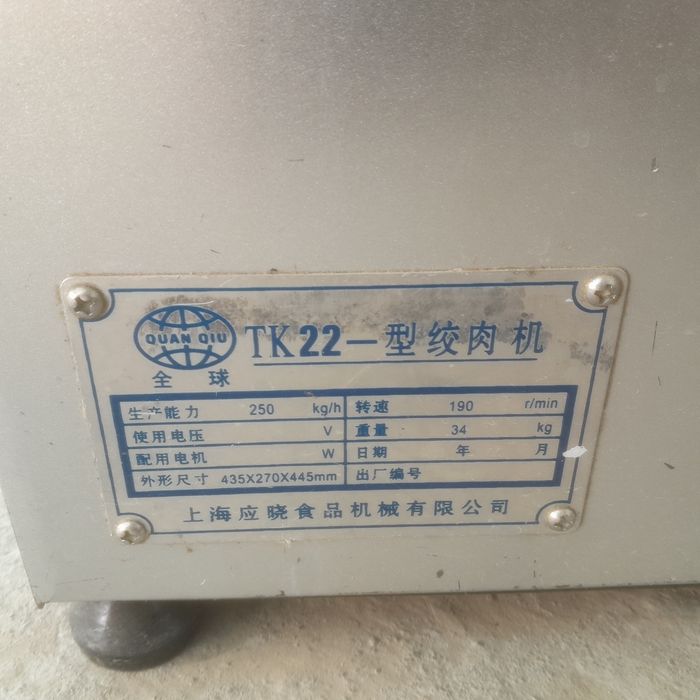 QUAN QIU
全球
TK22—型绞肉机
生产能力 250 kg/h 转速 190 r/min
使用电压 V 重量 34 kg
配用电机 W 日期 年 月
外形尺寸 435X270X445mm 出厂编号
上海应晓食品机械有限公司